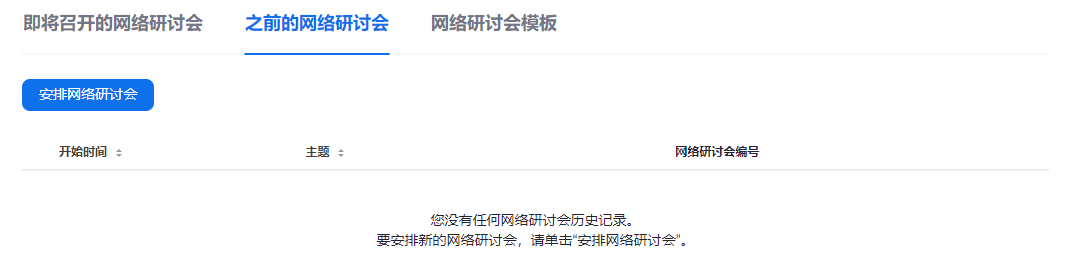 即将召开的网络研讨会 之前的网络研讨会 网络研讨会模板
安排网络研讨会
开始时间 主题 网络研讨会编号
您没有任何网络研讨会历史记录。
要安排新的网络研讨会，请单击“安排网络研讨会”。